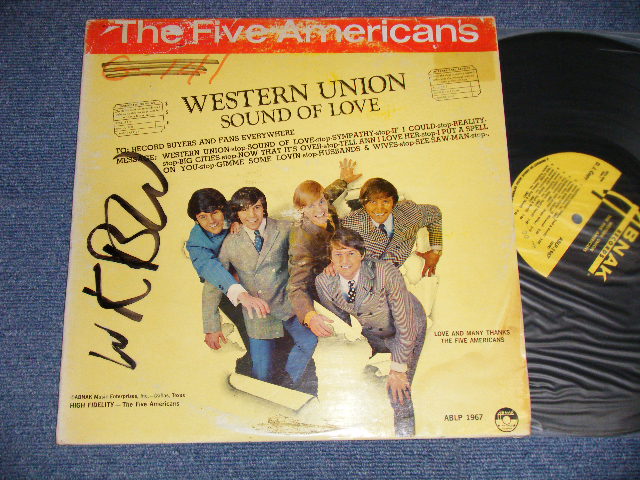 The Five Americans
WESTERN UNION
SOUND OF LOVE
TO: RECORD BUYERS AND FANS EVERYWHERE
MESSAGE: WESTERN UNION-stop-SOUND OF LOVE-stop-SYMPATHY-stop-IF I COULD-stop-REALITY-
stop-BIG CITIES-stop-NOW THAT IT'S OVER-stop-TELL ANN I LOVE HER-stop-I PUT A SPELL
ON YOU-stop-GIMME SOME LOVIN-stop-HUSBANDS & WIVES-stop-SEE-SAW-MAN-stop-.
WKBW
LOVE AND MANY THANKS
THE FIVE AMERICANS
ABNAK Music Enterprises, Inc.—Dallas, Texas
HIGH FIDELITY — The Five Americans
ABLP 1967
ABNAK